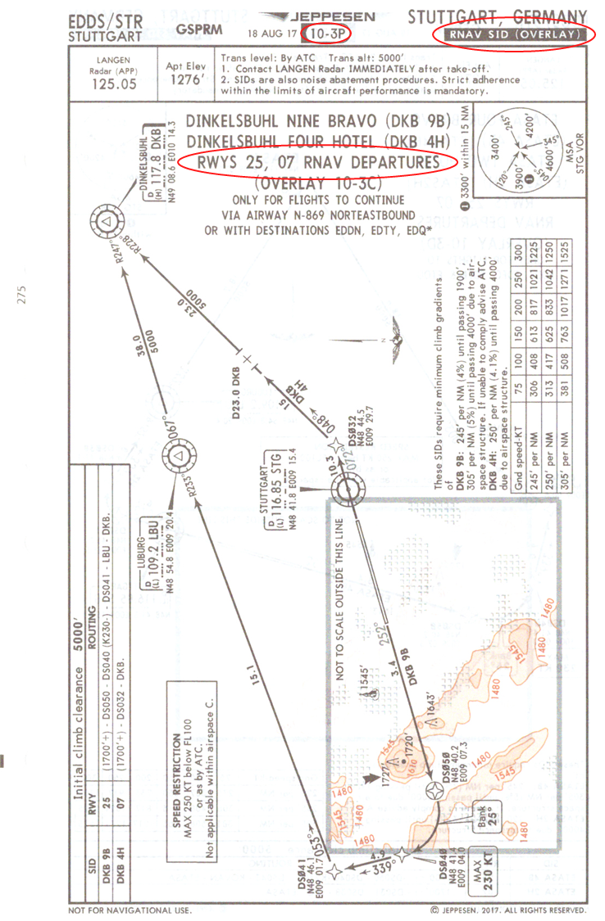 EDDS/STR
STUTTGART
GSPRM
JEPPESEN
18 AUG 17
10-3P
STUTTGART, GERMANY
RNAV SID (OVERLAY)
LANGEN
Radar (APP)
125.05
Apt Elev
1276'
Trans level: By ATC Trans alt: 5000'
1. Contact LANGEN Radar IMMEDIATELY after take-off.
2. SIDs are also noise abatement procedures. Strict adherence
within the limits of aircraft performance is mandatory.
DINKELSBUHL NINE BRAVO (DKB 9B)
DINKELSBUHL FOUR HOTEL (DKB 4H)
RWYS 25, 07 RNAV DEPARTURES
(OVERLAY 10-3C)
ONLY FOR FLIGHTS TO CONTINUE
VIA AIRWAY N-869 NORTEASTBOUND
OR WITH DESTINATIONS EDDN, EDTY, EDQ*
3300' within 15 NM
3400'
245°
4200'
345°
4600'
045°
3900'
120°
MSA
STG VOR
DINKELSBUHL
D
(H) 117.8 DKB
N49 08.6 E010 14.3
R247°
R228°
23.0
5000
38.0
5000
D23.0 DKB
15
DKB
4H
048°
DS032
N48 44.5
E009 29.7
10.3
072°
067°
R233°
LUBURG
D
(L) 109.2 LBU
N48 54.8 E009 20.4
STUTTGART
D
(L) 116.85 STG
N48 41.8 E009 15.4
These SIDs require minimum climb gradients
of
DKB 9B: 245' per NM (4%) until passing 1900',
305' per NM (5%) until passing 4000' due to air-
space structure. If unable to comply advise ATC.
DKB 4H: 250' per NM (4.1%) until passing 4000'
due to airspace structure.
Gnd speed-KT 75 100 150 200 250 300
245' per NM 306 408 613 817 1021 1225
250' per NM 313 417 625 833 1042 1250
305' per NM 381 508 763 1017 1271 1525
NOT TO SCALE OUTSIDE THIS LINE
252°
3.4
DKB 9B
1545'
1643'
1720'
1610
1727'
1480
1545
1480
1480
1480
1545
1480
1545
1480
1480
DS050
N48 40.2
E009 07.3
Bank
25°
DS040
N48 41
E009 04.0
MAX
230 KT
339°
DS041
N48 46.1
E009 01.7
053°
15.1
SPEED RESTRICTION
MAX 250 KT below FL100
or as by ATC.
Not applicable within airspace C.
Initial climb clearance 5000'
SID RWY ROUTING
DKB 9B 25 (1700'+) - DS050 - DS040 (K230-) - DS041 - LBU - DKB.
DKB 4H 07 (1700'+) - DS032 - DKB.
275
NOT FOR NAVIGATIONAL USE.
© JEPPESEN, 2017. ALL RIGHTS RESERVED.